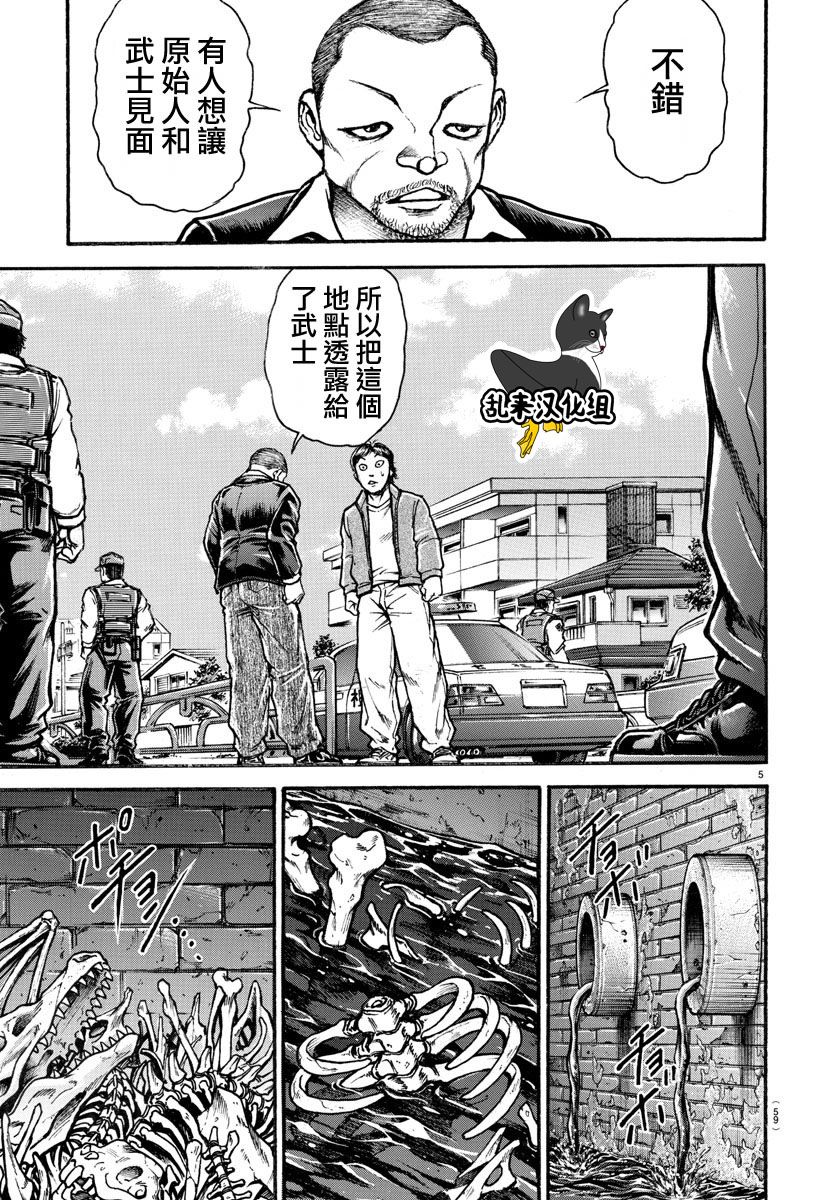 不錯
有人想讓
原始人和
武士見面
所以把這個
地點透露給
了武士
乱来汉化组
5
チョロ
チョロ
ポチョン…
59